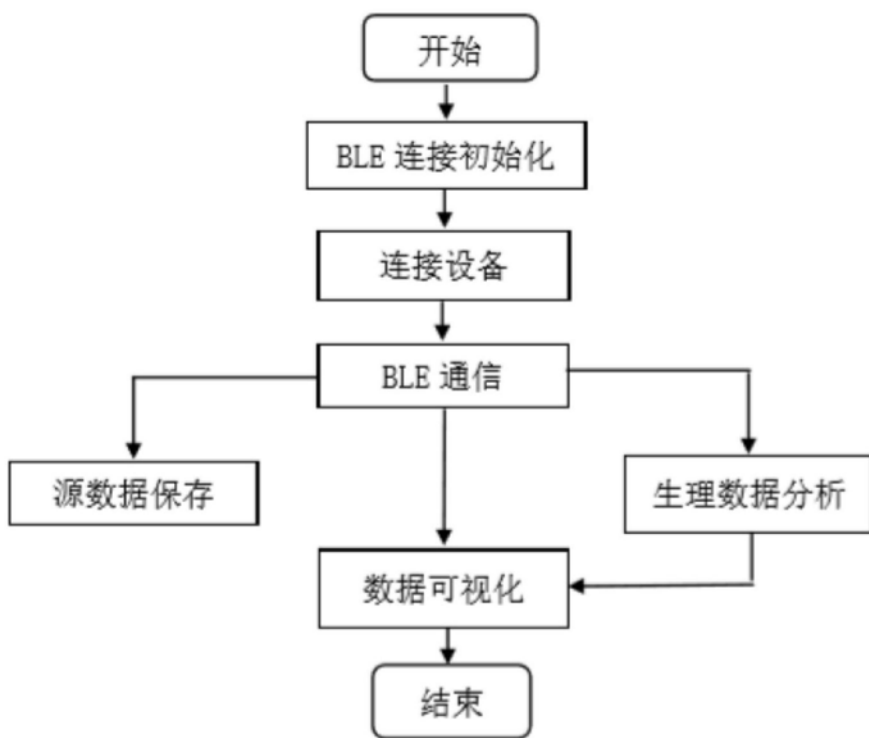 开始
BLE 连接初始化
连接设备
BLE 通信
源数据保存
生理数据分析
数据可视化
结束